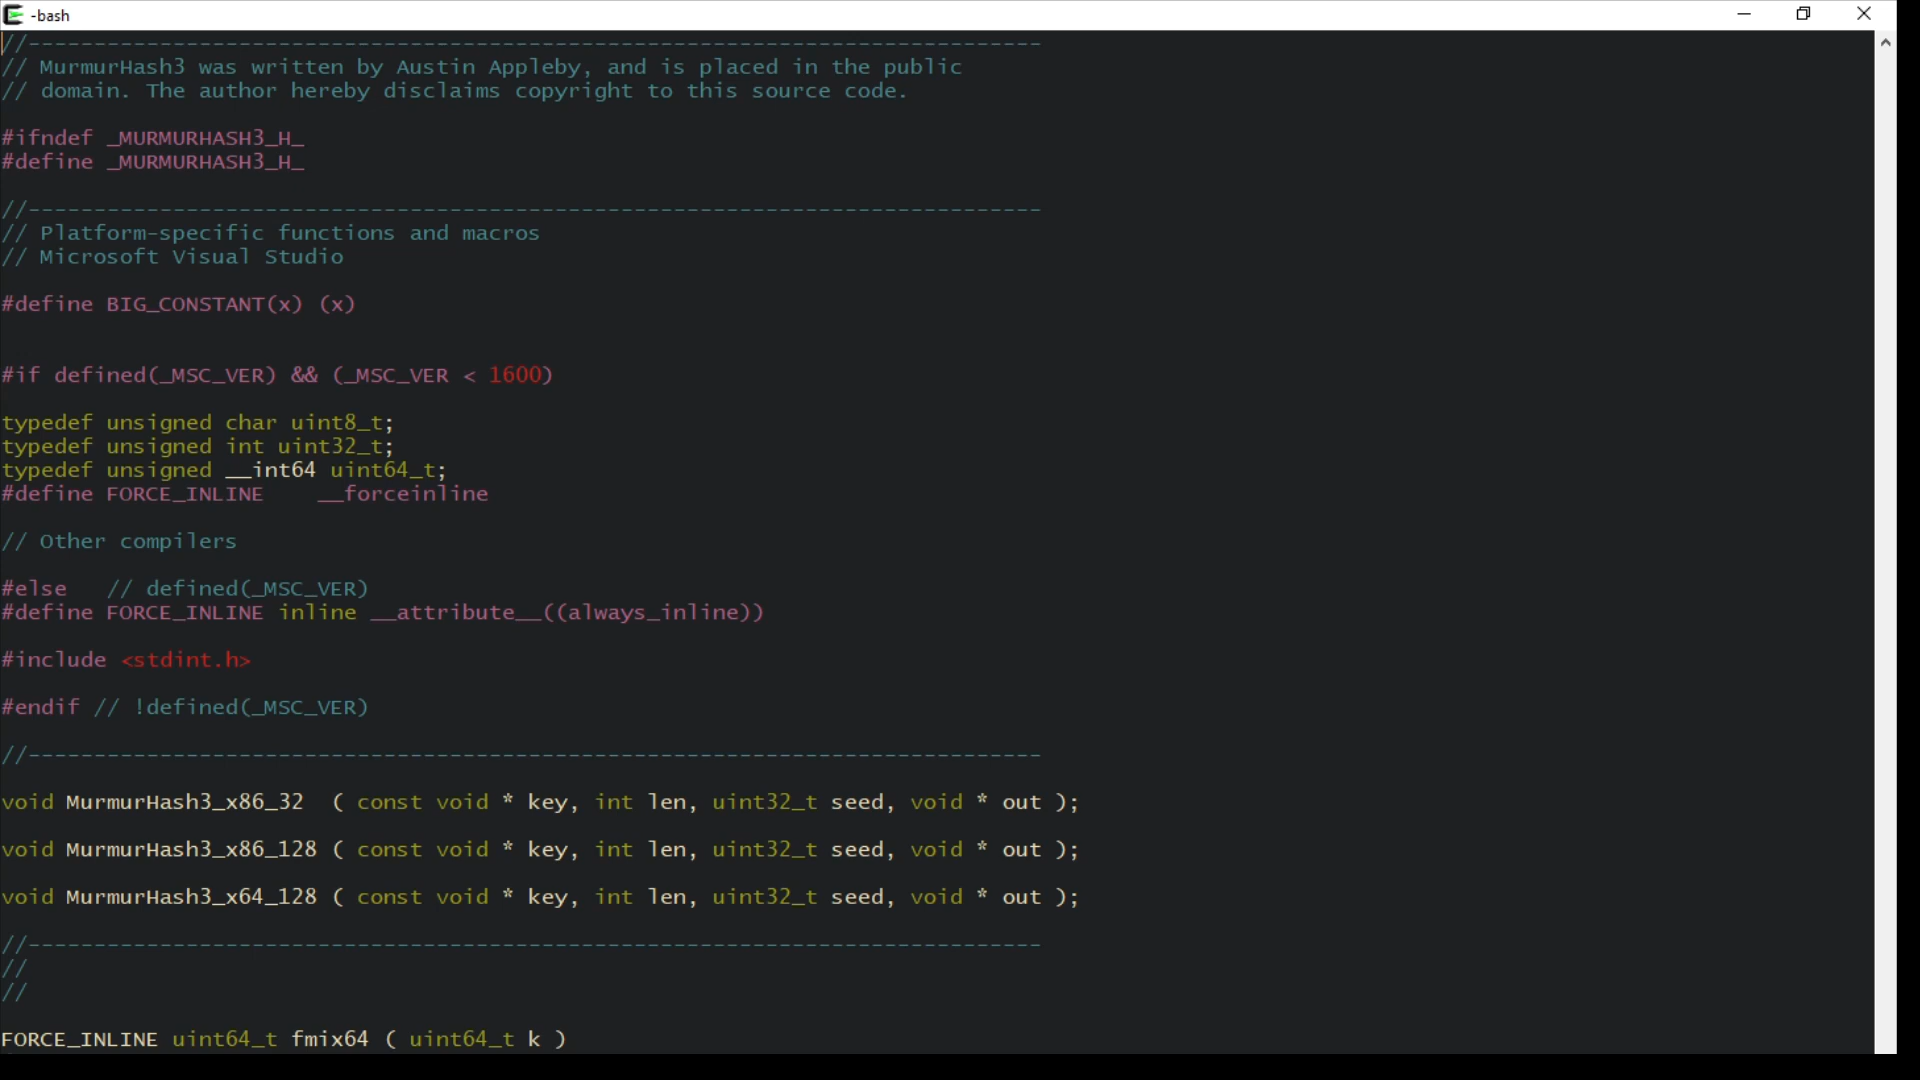 -bash
//-----------------------------------------------------------------------------
// MurmurHash3 was written by Austin Appleby, and is placed in the public
// domain. The author hereby disclaims copyright to this source code.
#ifndef _MURMURHASH3_H_
#define _MURMURHASH3_H_
//-----------------------------------------------------------------------------
// Platform-specific functions and macros
// Microsoft Visual Studio
#define BIG_CONSTANT(x) (x)
#if defined(_MSC_VER) && (_MSC_VER < 1600)
typedef unsigned char uint8_t;
typedef unsigned int uint32_t;
typedef unsigned __int64 uint64_t;
#define FORCE_INLINE    __forceinline
// Other compilers
#else   // defined(_MSC_VER)
#define FORCE_INLINE inline __attribute__((always_inline))
#include <stdint.h>
#endif // !defined(_MSC_VER)
//-----------------------------------------------------------------------------
void MurmurHash3_x86_32  ( const void * key, int len, uint32_t seed, void * out );
void MurmurHash3_x86_128 ( const void * key, int len, uint32_t seed, void * out );
void MurmurHash3_x64_128 ( const void * key, int len, uint32_t seed, void * out );
//-----------------------------------------------------------------------------
//
//
FORCE_INLINE uint64_t fmix64 ( uint64_t k )